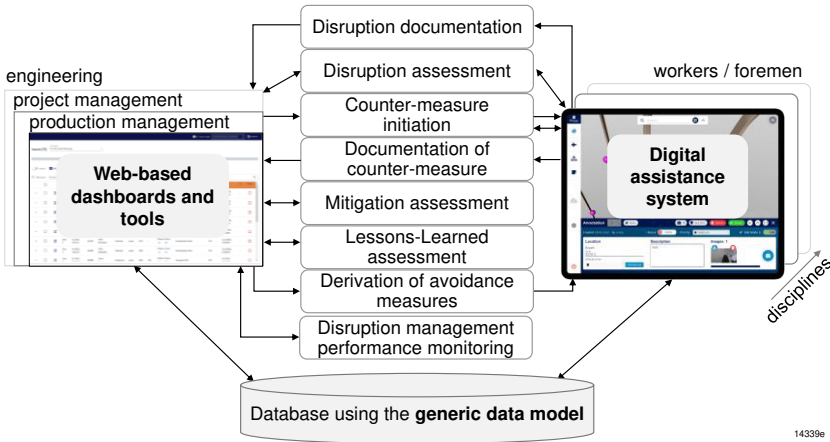 Disruption documentation
engineering
Disruption assessment
workers / foremen
project management
Counter-measure
initiation
production management
Documentation of
counter-measure
Web-based
dashboards and
tools
Digital
assistance
system
Mitigation assessment
Lessons-Learned
assessment
Annotation
Location
Description
Images: 1
Derivation of avoidance
measures
disciplines
Disruption management
performance monitoring
Database using the generic data model
14339e